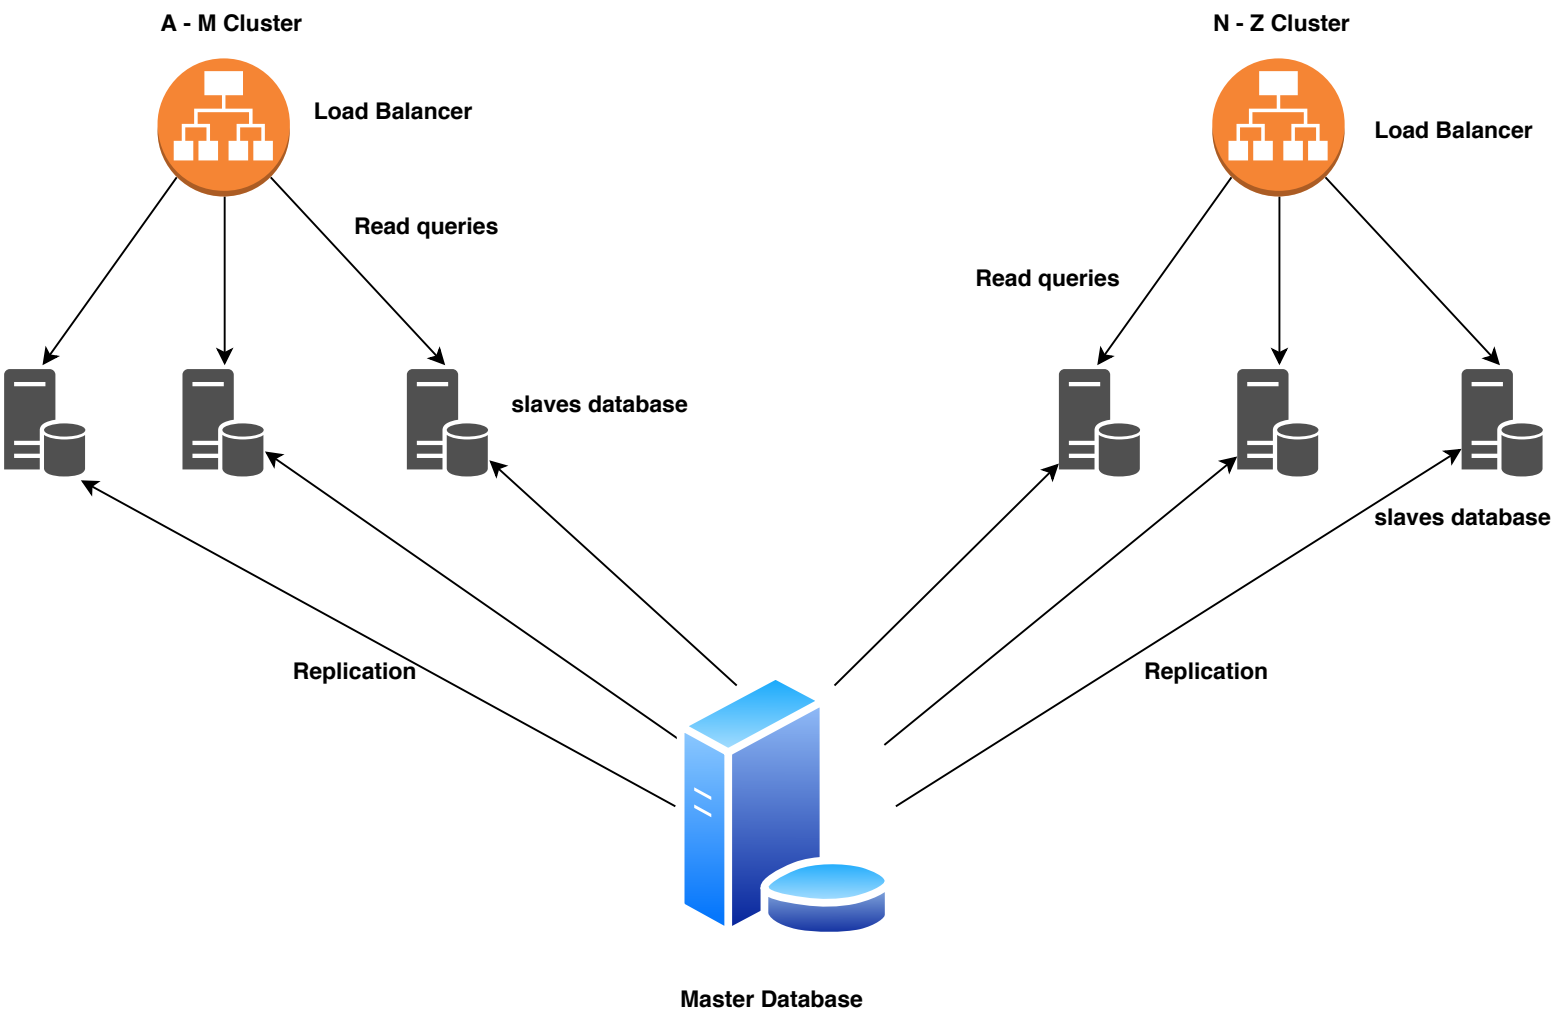 A - M Cluster
N - Z Cluster
Load Balancer
Load Balancer
Read queries
Read queries
slaves database
slaves database
Replication
Replication
Master Database